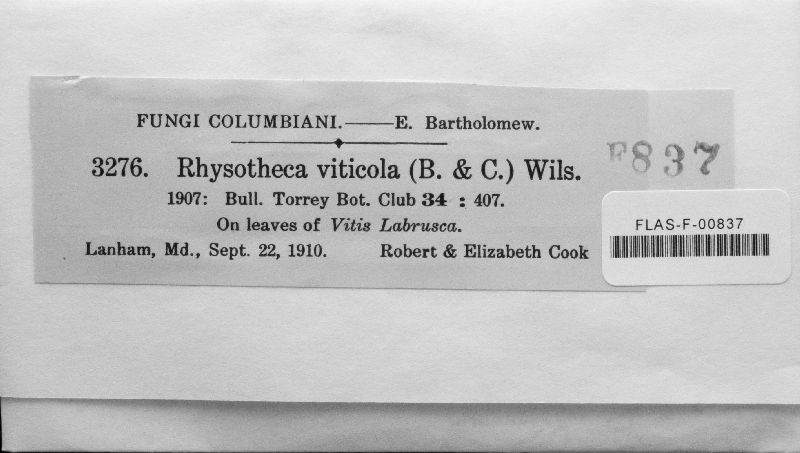 FUNGI COLUMBIANI.——E. Bartholomew.
3276. Rhysotheca viticola (B. & C.) Wils.
1907: Bull. Torrey Bot. Club 34 : 407.
On leaves of Vitis Labrusca.
Lanham, Md., Sept. 22, 1910. Robert & Elizabeth Cook
F837
FLAS-F-00837